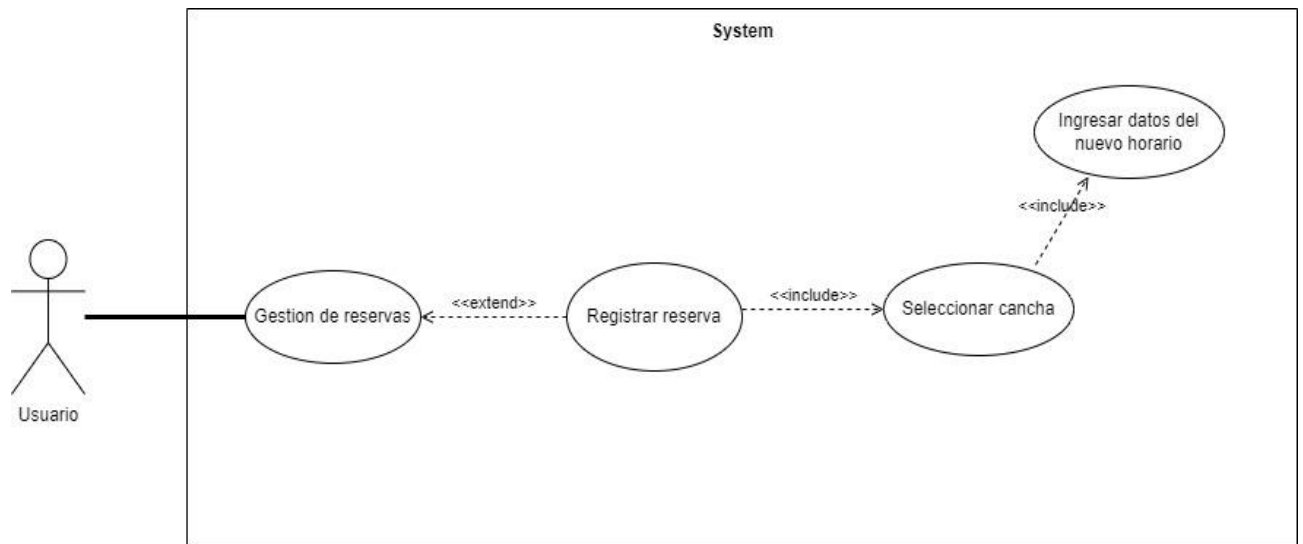 System
Ingresar datos del
nuevo horario
<<include>>
Gestion de reservas
<<extend>>
Registrar reserva
<<include>>
Seleccionar cancha
Usuario